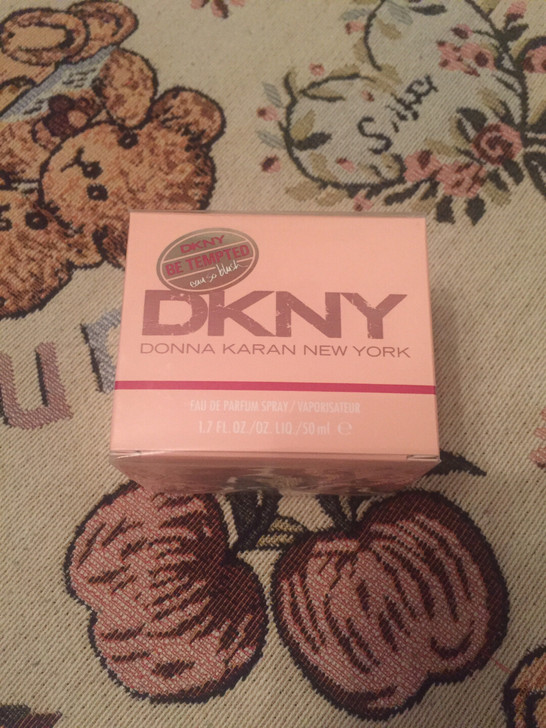 Super
DKNY
BE TEMPTED
eau so blush
DKNY
DONNA KARAN NEW YORK
EAU DE PARFUM SPRAY / VAPORISATEUR
1.7 FL. OZ./OZ. LIQ./50 ml ℮